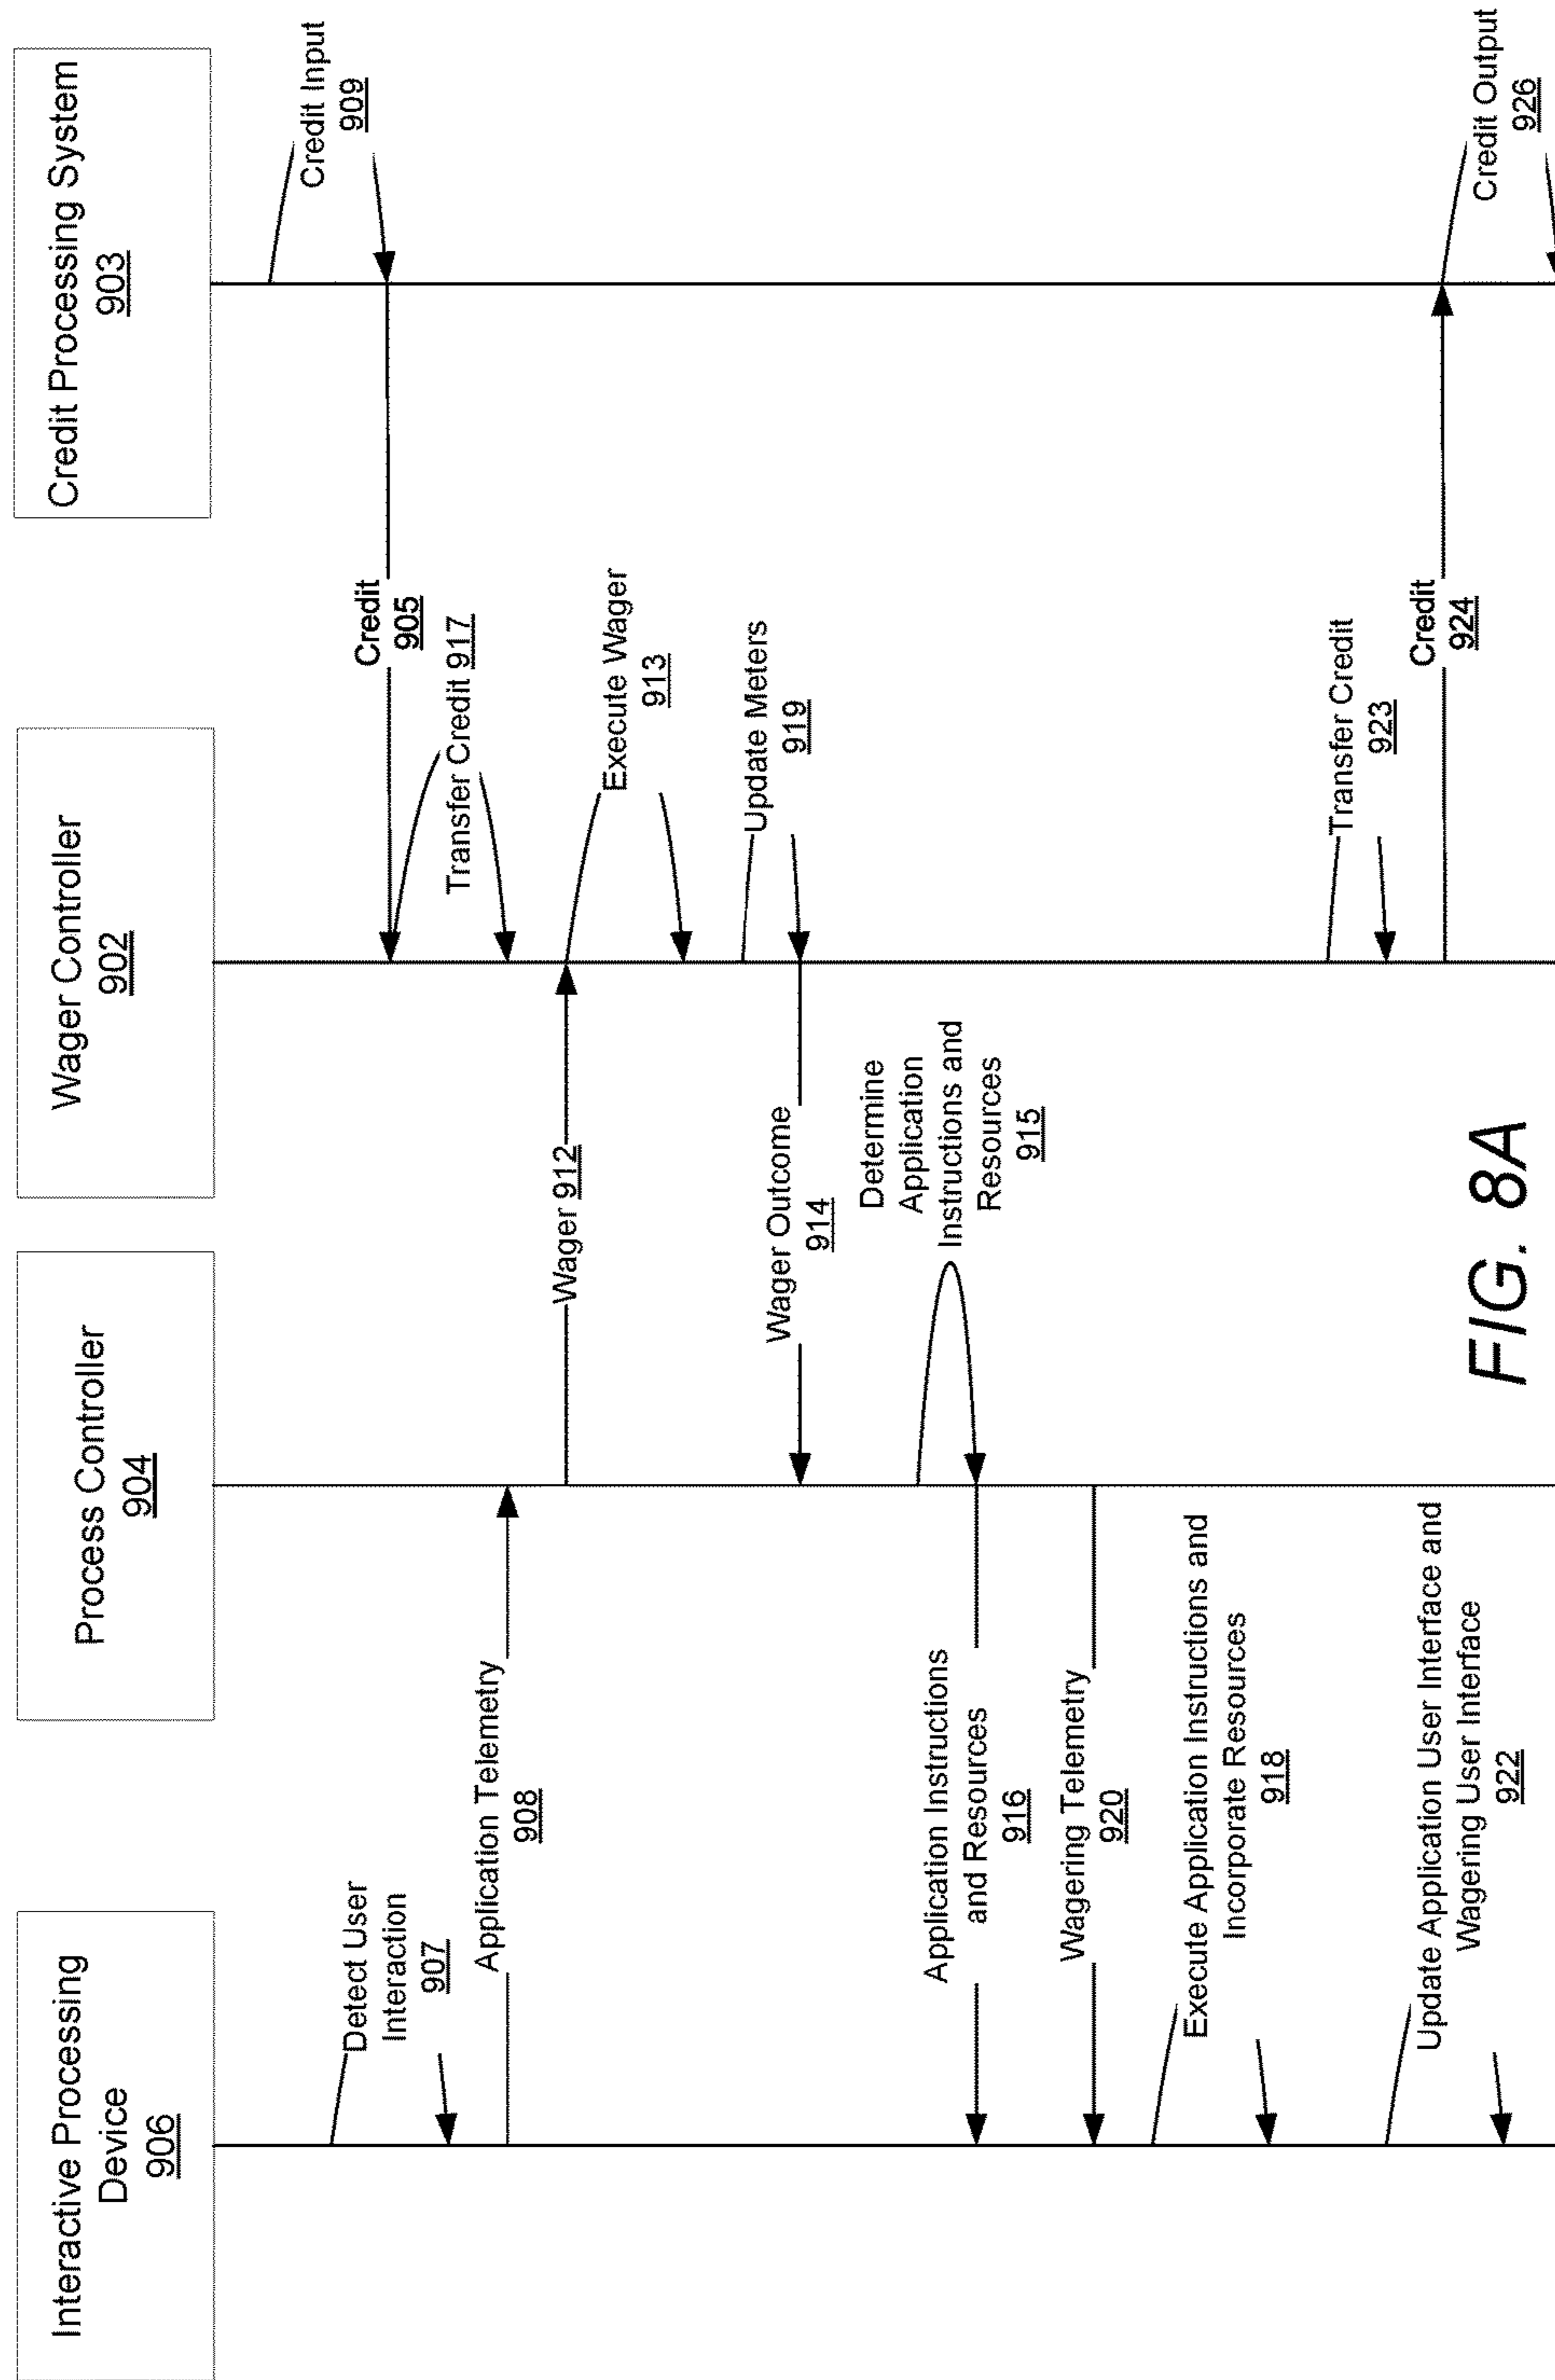 Interactive Processing
Device
906
Process Controller
904
Wager Controller
902
Credit Processing System
903
Credit Input
909
Detect User
Interaction
907
Credit
905
Transfer Credit 917
Application Telemetry
908
Wager 912
Execute Wager
913
Update Meters
919
Wager Outcome
914
Determine
Application
Instructions and
Resources
915
Application Instructions
and Resources
916
Wagering Telemetry
920
Execute Application Instructions and
Incorporate Resources
918
Transfer Credit
923
Update Application User Interface and
Wagering User Interface
922
Credit
924
Credit Output
926
FIG. 8A